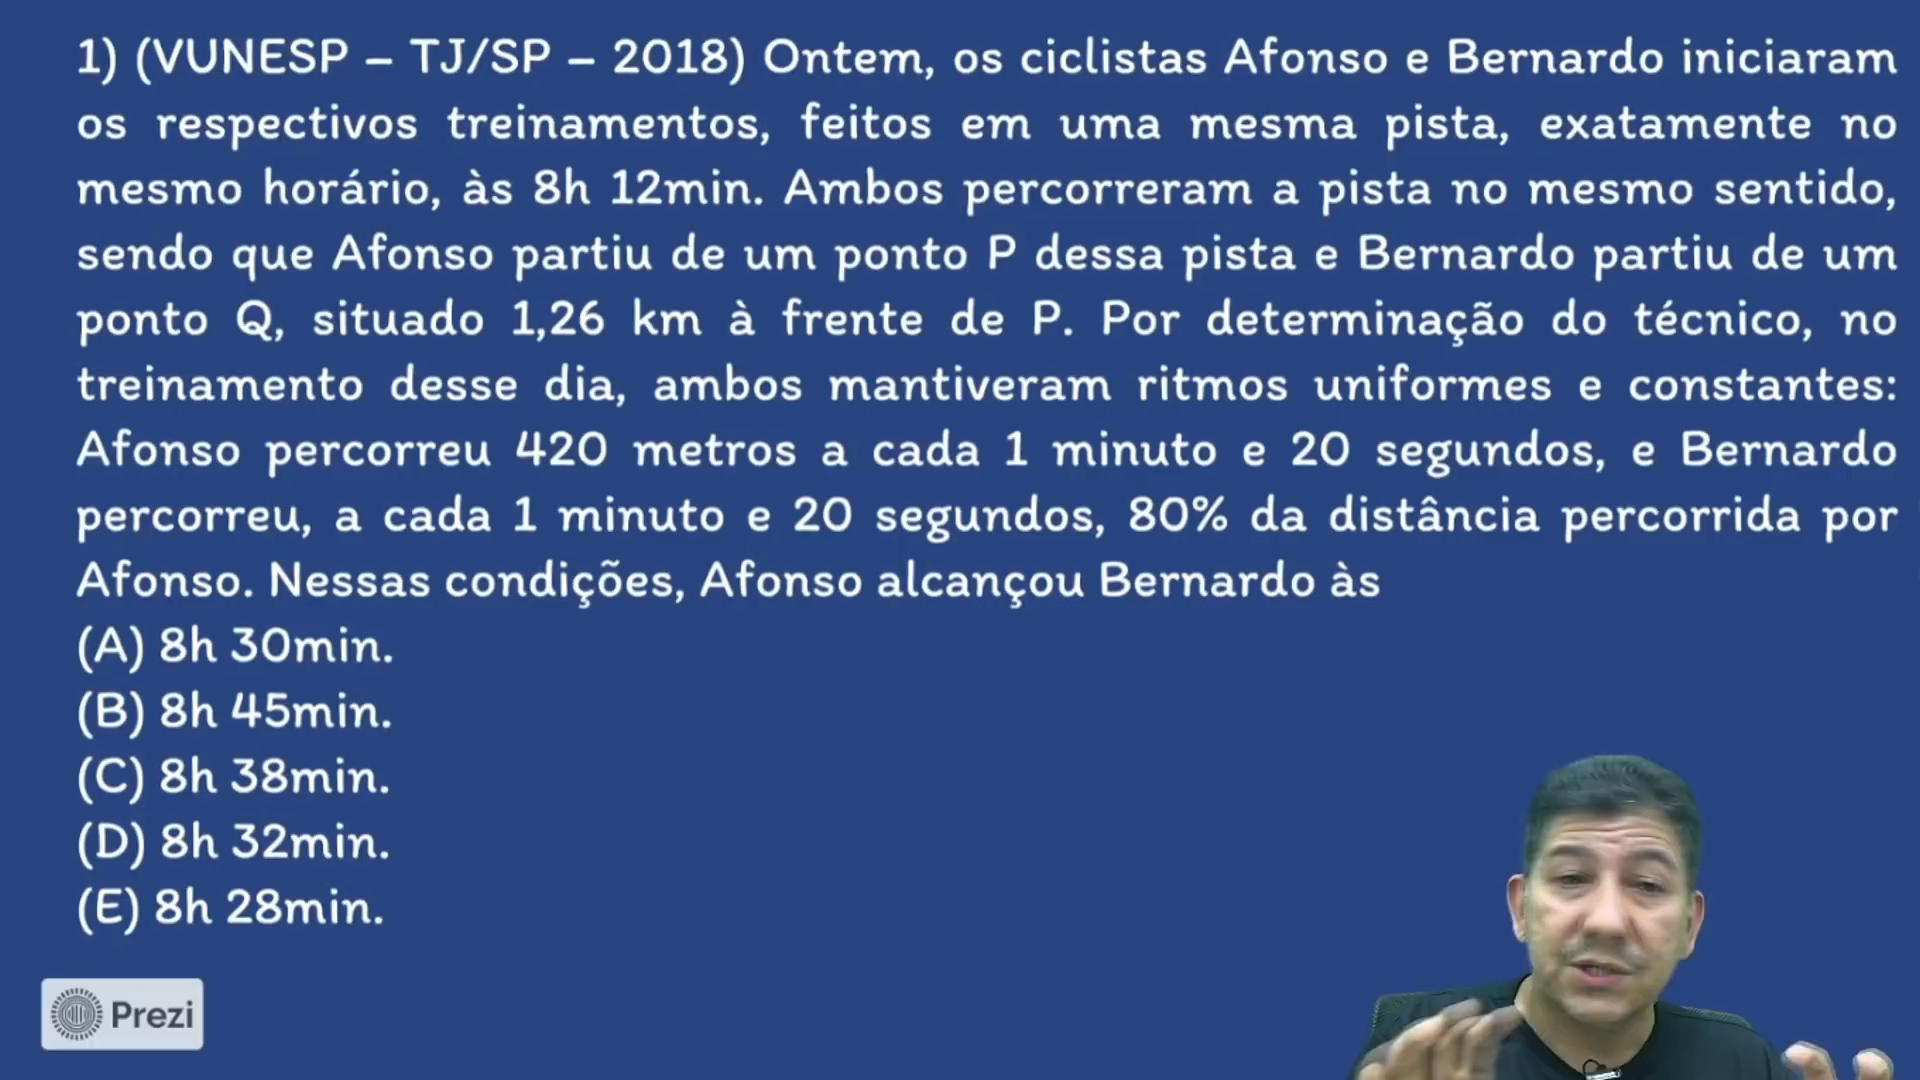 1) (VUNESP – TJ/SP – 2018) Ontem, os ciclistas Afonso e Bernardo iniciaram
os respectivos treinamentos, feitos em uma mesma pista, exatamente no
mesmo horário, às 8h 12min. Ambos percorreram a pista no mesmo sentido,
sendo que Afonso partiu de um ponto P dessa pista e Bernardo partiu de um
ponto Q, situado 1,26 km à frente de P. Por determinação do técnico, no
treinamento desse dia, ambos mantiveram ritmos uniformes e constantes:
Afonso percorreu 420 metros a cada 1 minuto e 20 segundos, e Bernardo
percorreu, a cada 1 minuto e 20 segundos, 80% da distância percorrida por
Afonso. Nessas condições, Afonso alcançou Bernardo às
(A) 8h 30min.
(B) 8h 45min.
(C) 8h 38min.
(D) 8h 32min.
(E) 8h 28min.
Prezi